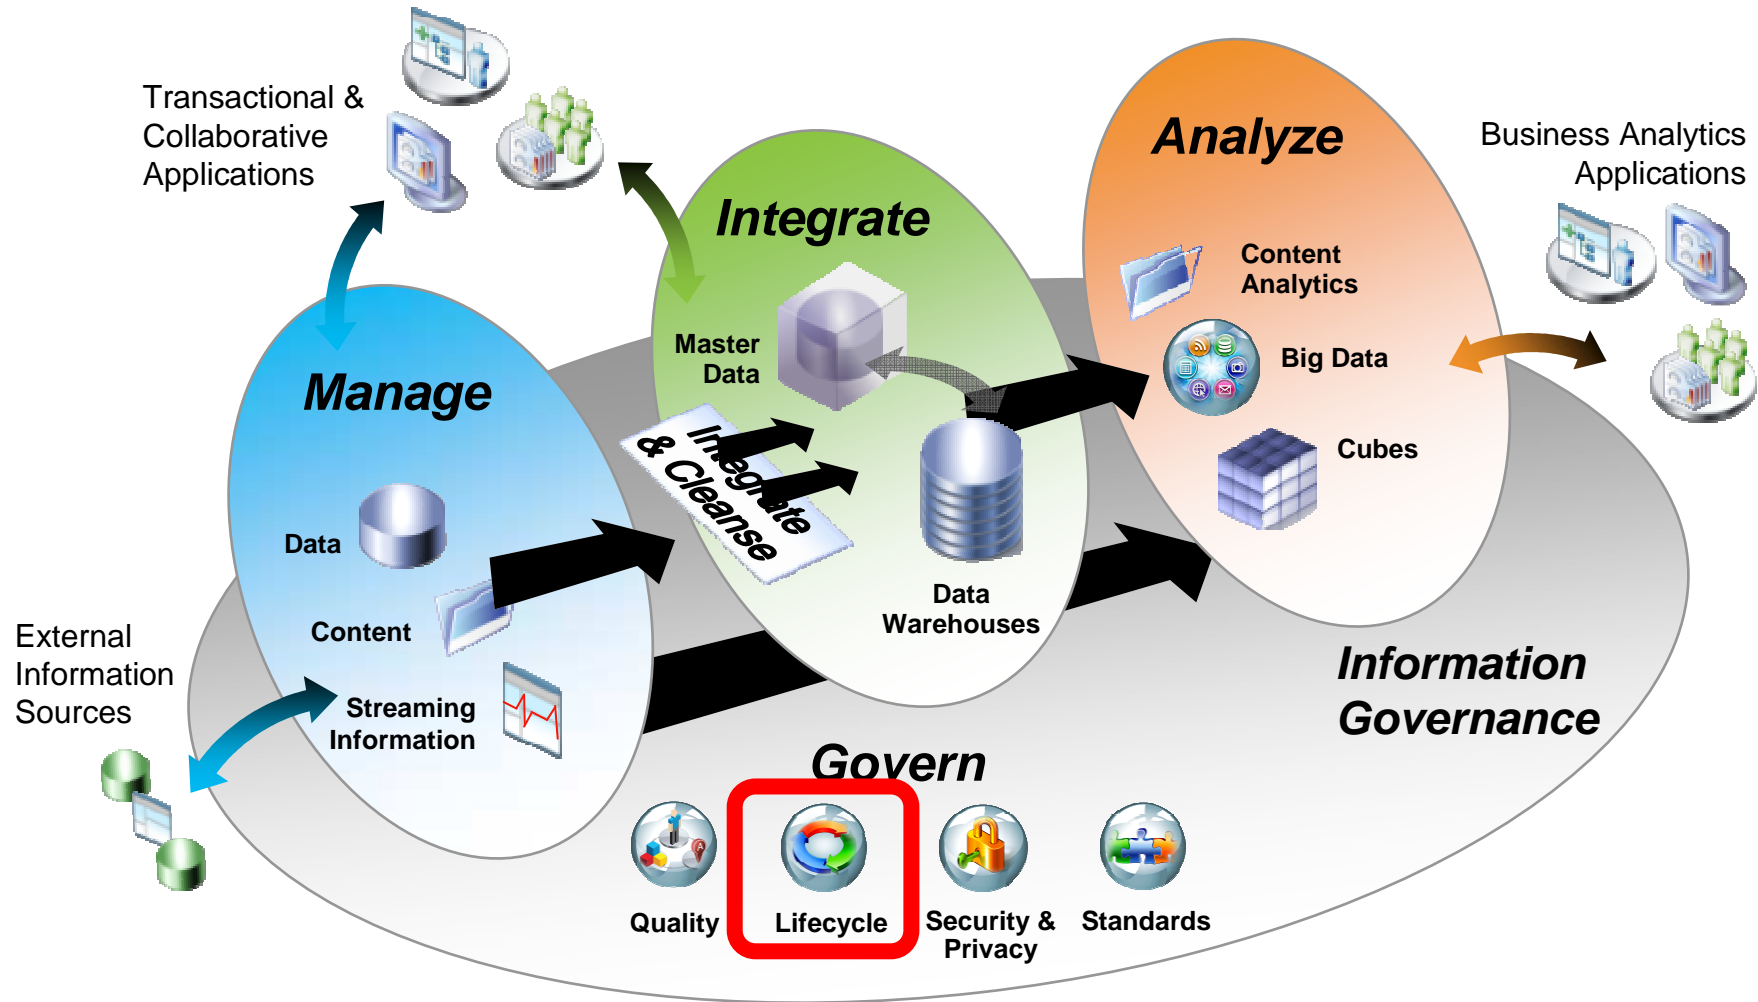 Transactional &
Collaborative
Applications
Analyze
Business Analytics
Applications
Integrate
Content
Analytics
Master
Data
Big Data
Manage
Integrate
& Cleanse
Cubes
Data
Data
Warehouses
Content
External
Information
Sources
Streaming
Information
Information
Governance
Govern
Quality
Lifecycle
Security &
Privacy
Standards